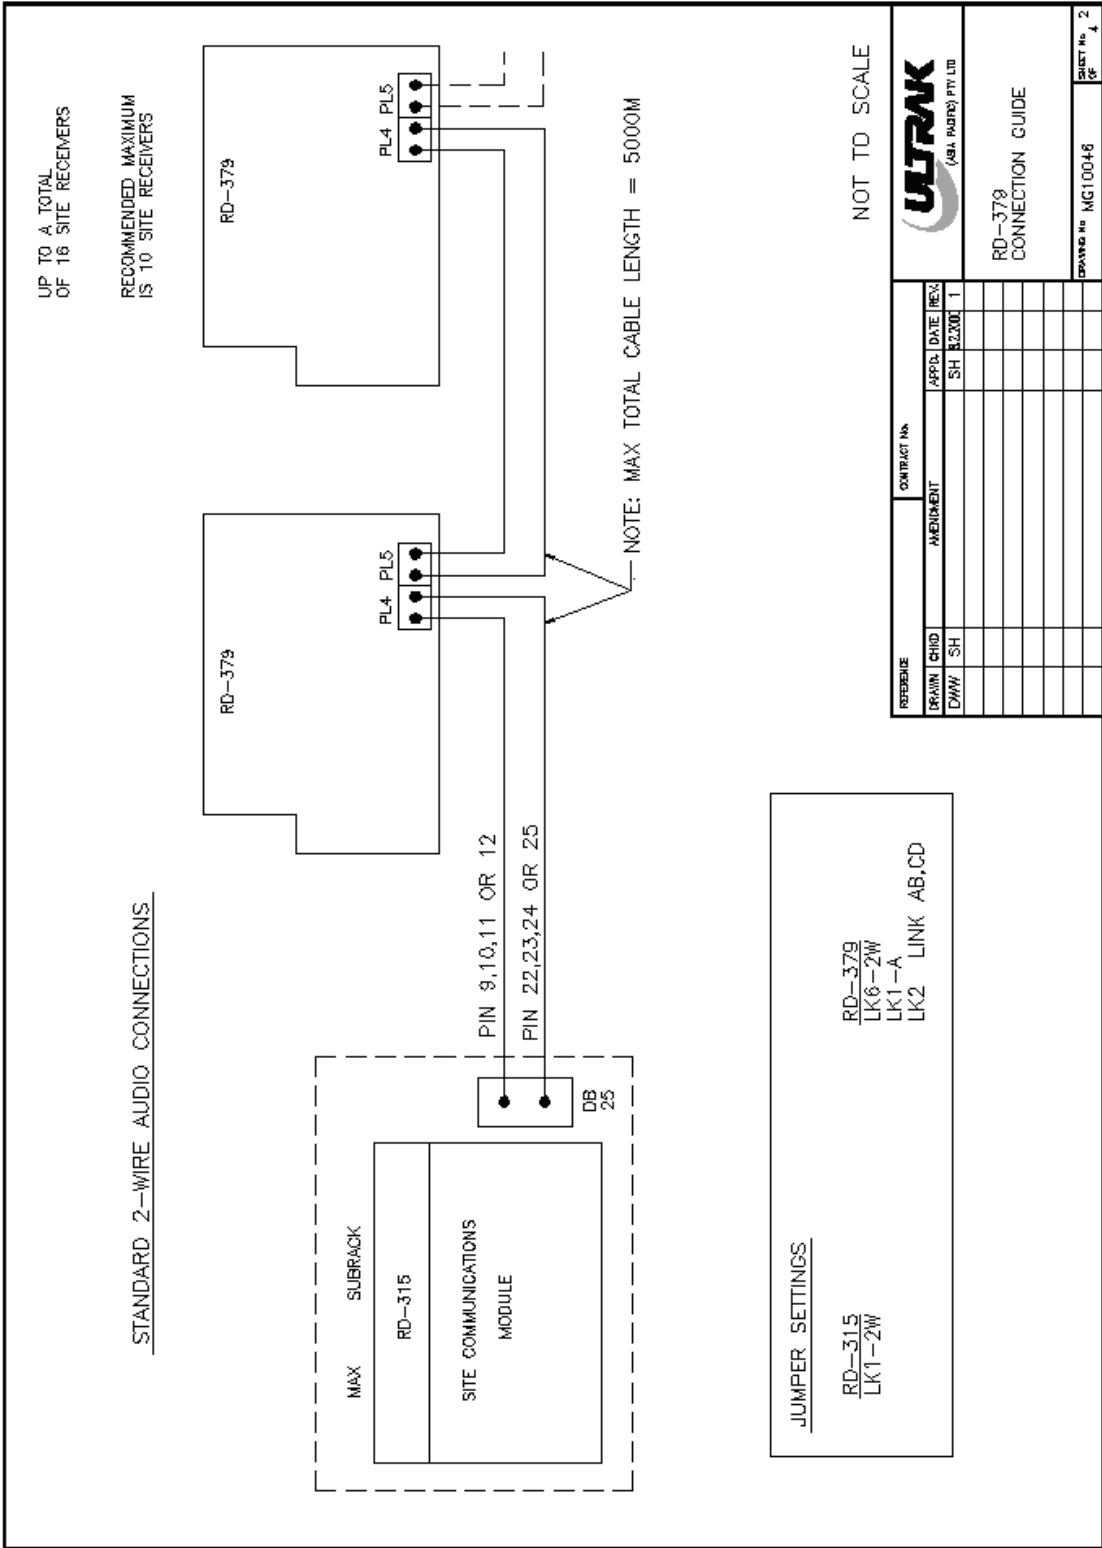 STANDARD 2-WIRE AUDIO CONNECTIONS
UP TO A TOTAL
OF 16 SITE RECEIVERS
RECOMMENDED MAXIMUM
IS 10 SITE RECEIVERS
MAX SUBRACK
RD-315
SITE COMMUNICATIONS
MODULE
DB
25
PIN 9,10,11 OR 12
PIN 22,23,24 OR 25
RD-379
PL4 PL5
RD-379
PL4 PL5
NOTE: MAX TOTAL CABLE LENGTH = 5000M
JUMPER SETTINGS
RD-315
LK1-2W
RD-379
LK6-2W
LK1-A
LK2 LINK AB,CD
NOT TO SCALE
REFERENCE
CONTRACT No.
DRAWN CHKD AMENDMENT APPD. DATE REV.
DWW SH SH 1
ULTRAK
(ASIA PACIFIC) PTY LTD
RD-379
CONNECTION GUIDE
DRAWING No MG10046
SHEET No. 2
OF 4